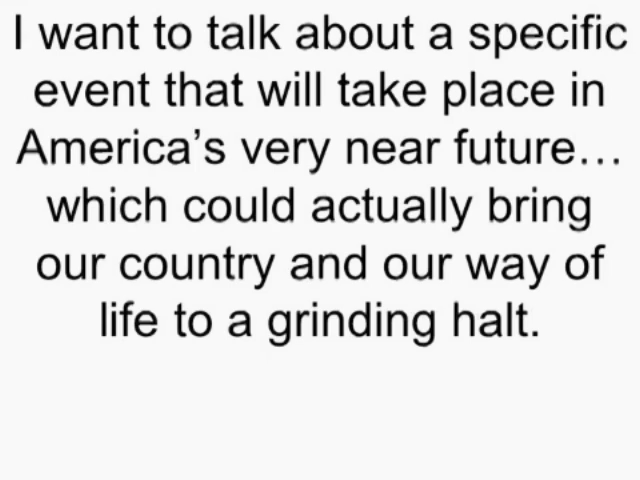 I want to talk about a specific
event that will take place in
America’s very near future…
which could actually bring
our country and our way of
life to a grinding halt.